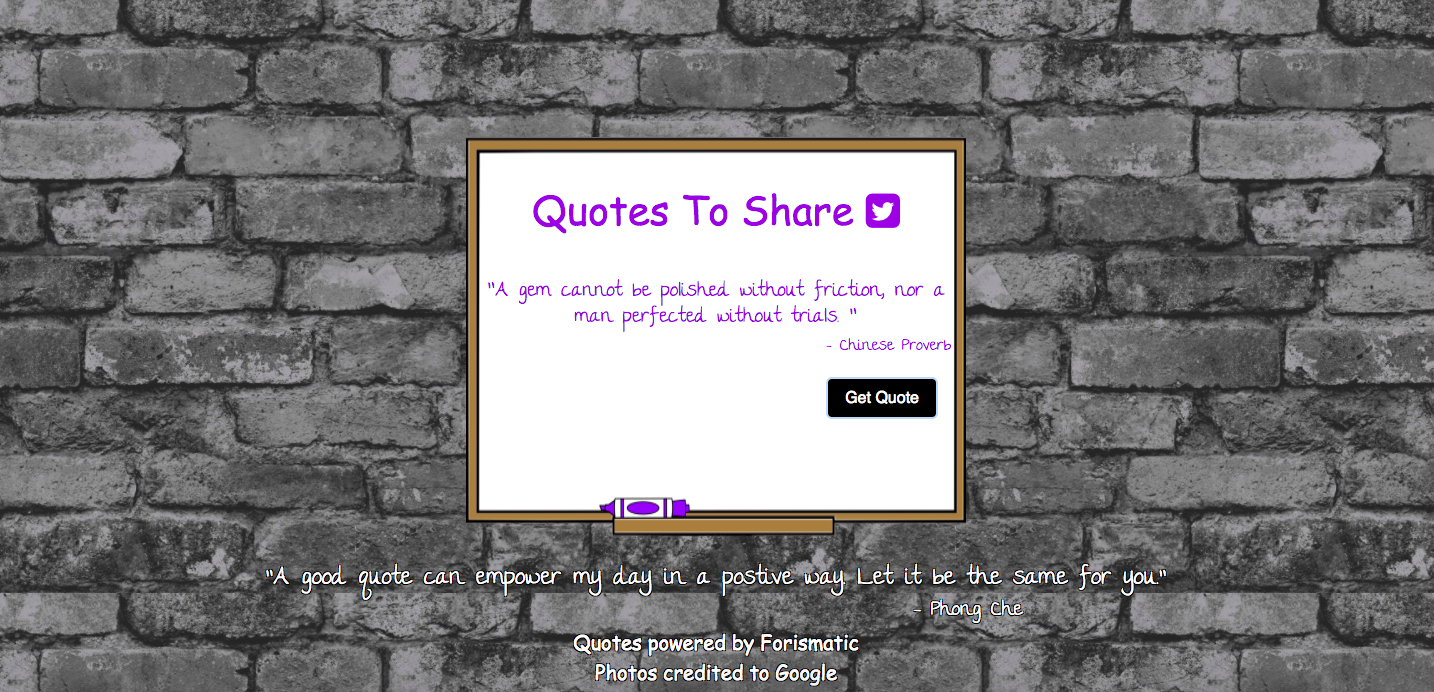 Quotes To Share
"A gem cannot be polished without friction, nor a
man perfected without trials. "
- Chinese Proverb
Get Quote
"A good quote can empower my day in a postive way. Let it be the same for you."
- Phong Che
Quotes powered by Forismatic
Photos credited to Google